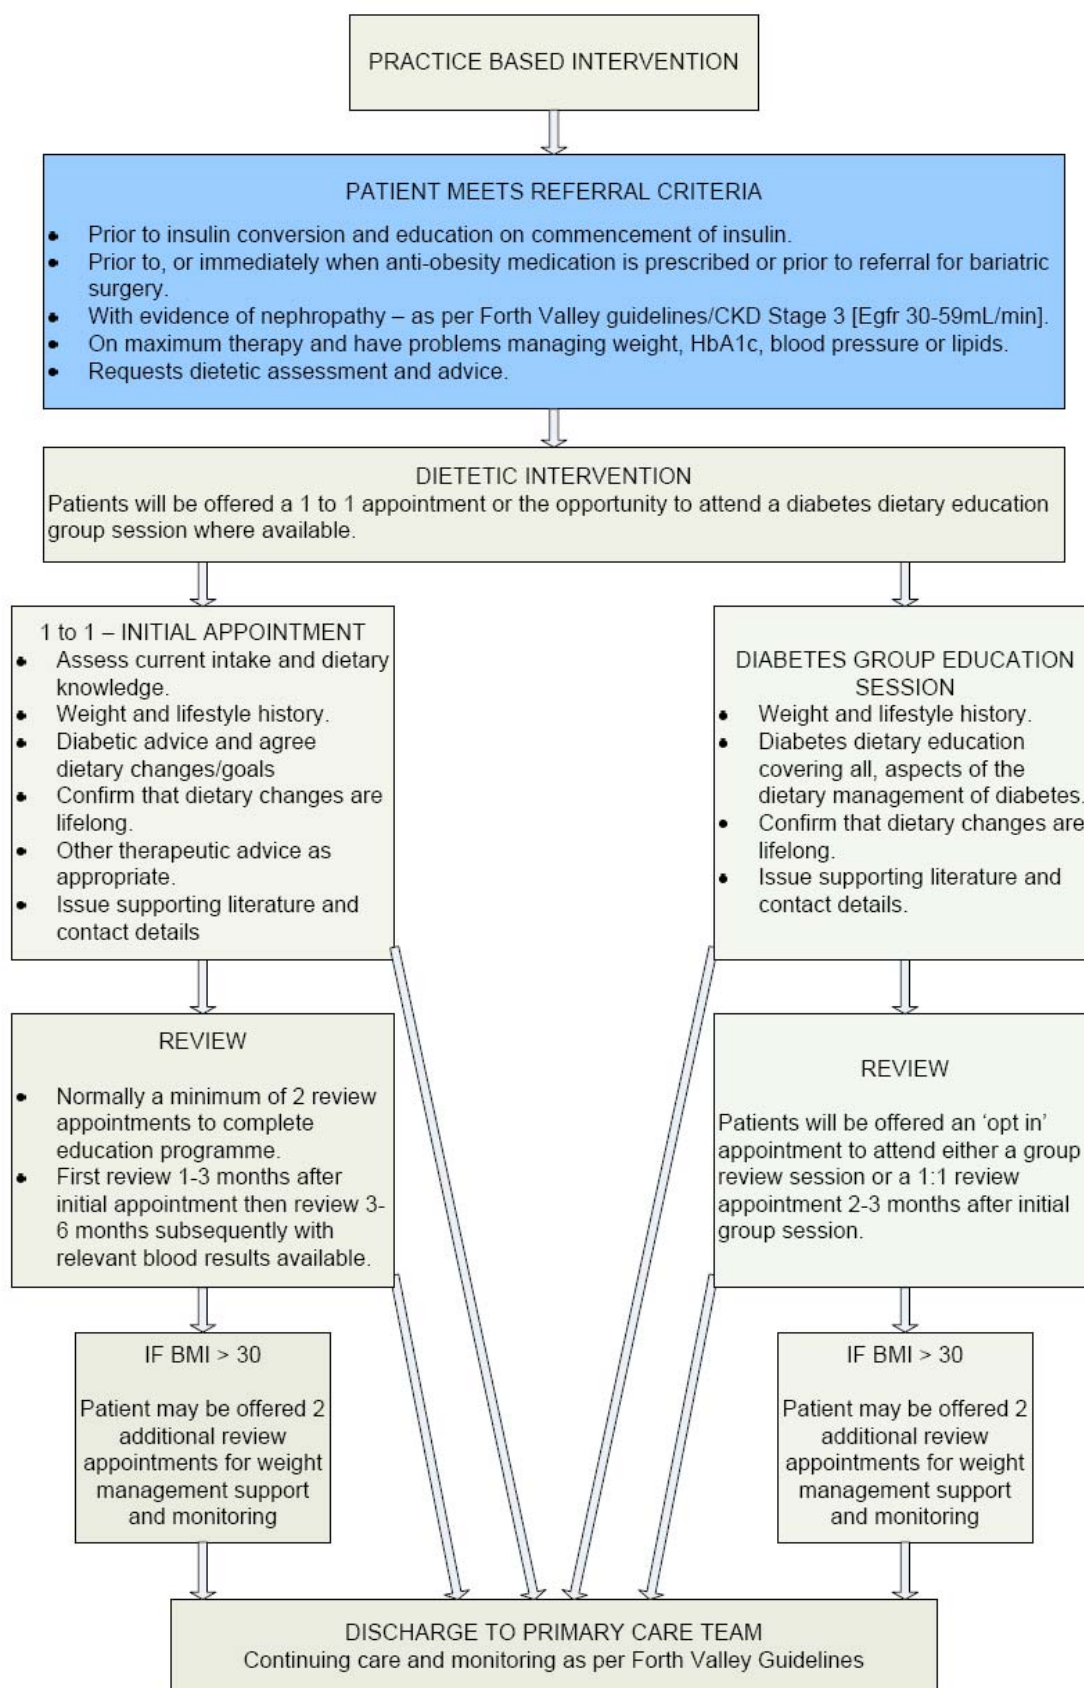 PRACTICE BASED INTERVENTION
PATIENT MEETS REFERRAL CRITERIA
• Prior to insulin conversion and education on commencement of insulin.
• Prior to, or immediately when anti-obesity medication is prescribed or prior to referral for bariatric
surgery.
• With evidence of nephropathy – as per Forth Valley guidelines/CKD Stage 3 [Egfr 30-59mL/min].
• On maximum therapy and have problems managing weight, HbA1c, blood pressure or lipids.
• Requests dietetic assessment and advice.
DIETETIC INTERVENTION
Patients will be offered a 1 to 1 appointment or the opportunity to attend a diabetes dietary education
group session where available.
1 to 1 – INITIAL APPOINTMENT
• Assess current intake and dietary
knowledge.
• Weight and lifestyle history.
• Diabetic advice and agree
dietary changes/goals
• Confirm that dietary changes are
lifelong.
• Other therapeutic advice as
appropriate.
• Issue supporting literature and
contact details
DIABETES GROUP EDUCATION
SESSION
• Weight and lifestyle history.
• Diabetes dietary education
covering all, aspects of the
dietary management of diabetes.
• Confirm that dietary changes are
lifelong.
• Issue supporting literature and
contact details.
REVIEW
• Normally a minimum of 2 review
appointments to complete
education programme.
• First review 1-3 months after
initial appointment then review 3-
6 months subsequently with
relevant blood results available.
REVIEW
Patients will be offered an ‘opt in’
appointment to attend either a group
review session or a 1:1 review
appointment 2-3 months after initial
group session.
IF BMI > 30
Patient may be offered 2
additional review
appointments for weight
management support
and monitoring
IF BMI > 30
Patient may be offered 2
additional review
appointments for weight
management support
and monitoring
DISCHARGE TO PRIMARY CARE TEAM
Continuing care and monitoring as per Forth Valley Guidelines